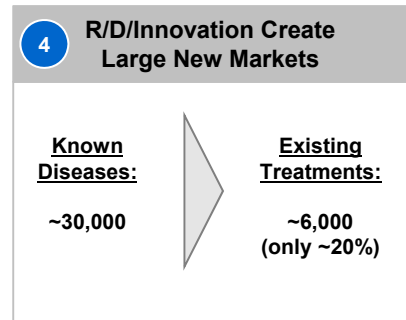 4
R/D/Innovation Create
Large New Markets
Known
Diseases:
~30,000
Existing
Treatments:
~6,000
(only ~20%)